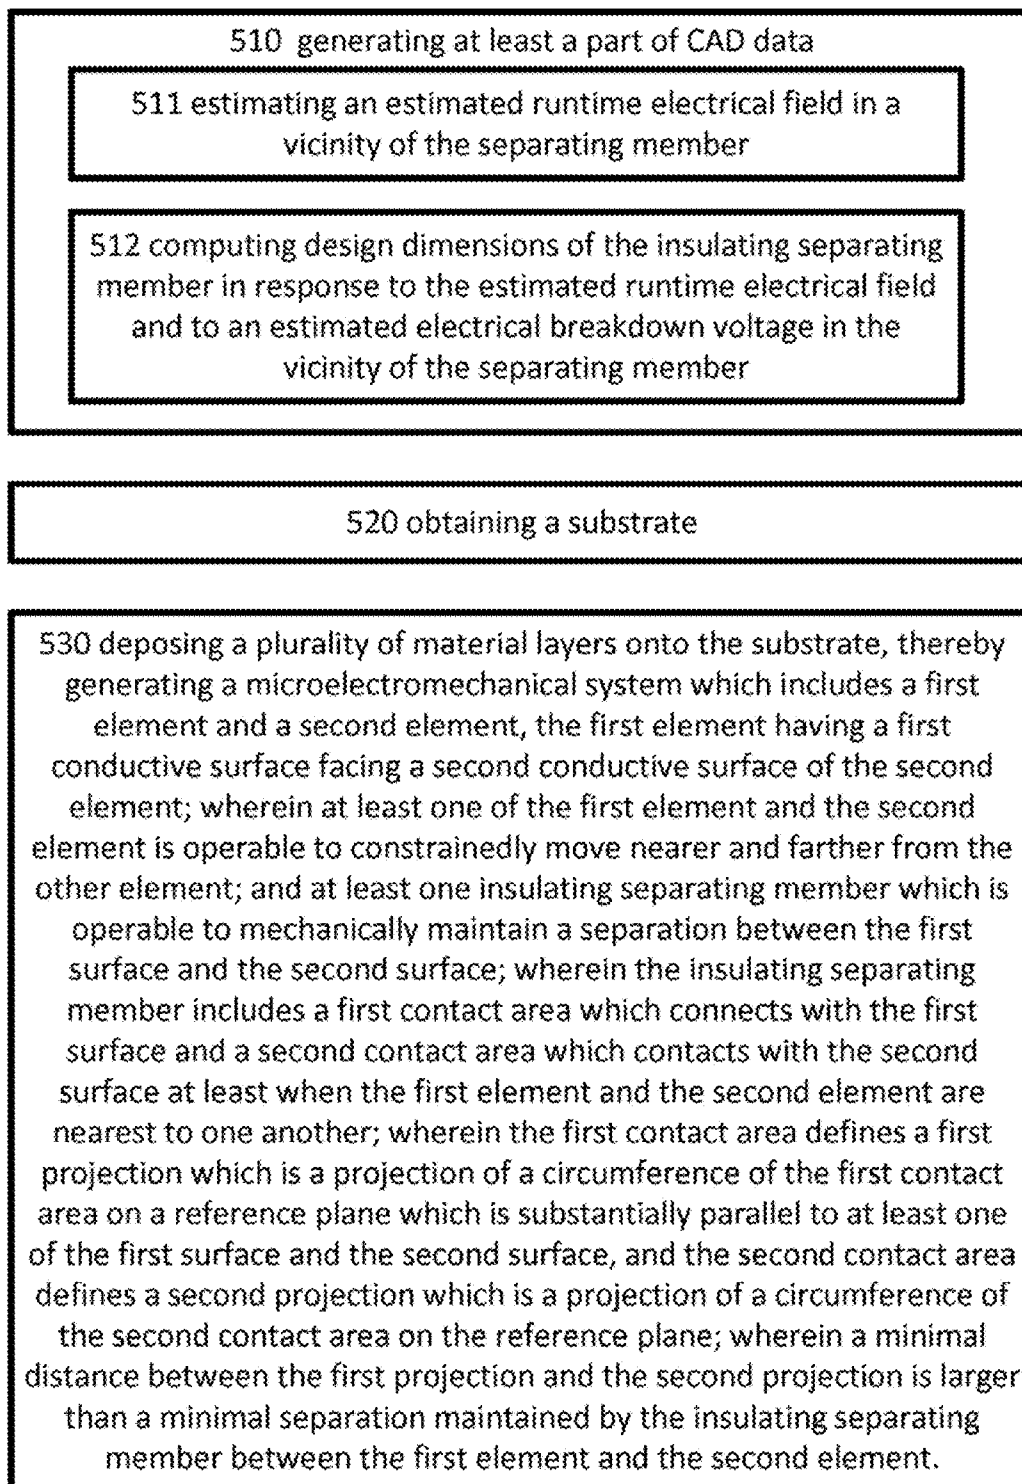 510 generating at least a part of CAD data
511 estimating an estimated runtime electrical field in a
vicinity of the separating member
512 computing design dimensions of the insulating separating
member in response to the estimated runtime electrical field
and to an estimated electrical breakdown voltage in the
vicinity of the separating member
520 obtaining a substrate
530 deposing a plurality of material layers onto the substrate, thereby
generating a microelectromechanical system which includes a first
element and a second element, the first element having a first
conductive surface facing a second conductive surface of the second
element; wherein at least one of the first element and the second
element is operable to constrainedly move nearer and farther from the
other element; and at least one insulating separating member which is
operable to mechanically maintain a separation between the first
surface and the second surface; wherein the insulating separating
member includes a first contact area which connects with the first
surface and a second contact area which contacts with the second
surface at least when the first element and the second element are
nearest to one another; wherein the first contact area defines a first
projection which is a projection of a circumference of the first contact
area on a reference plane which is substantially parallel to at least one
of the first surface and the second surface, and the second contact area
defines a second projection which is a projection of a circumference of
the second contact area on the reference plane; wherein a minimal
distance between the first projection and the second projection is larger
than a minimal separation maintained by the insulating separating
member between the first element and the second element.